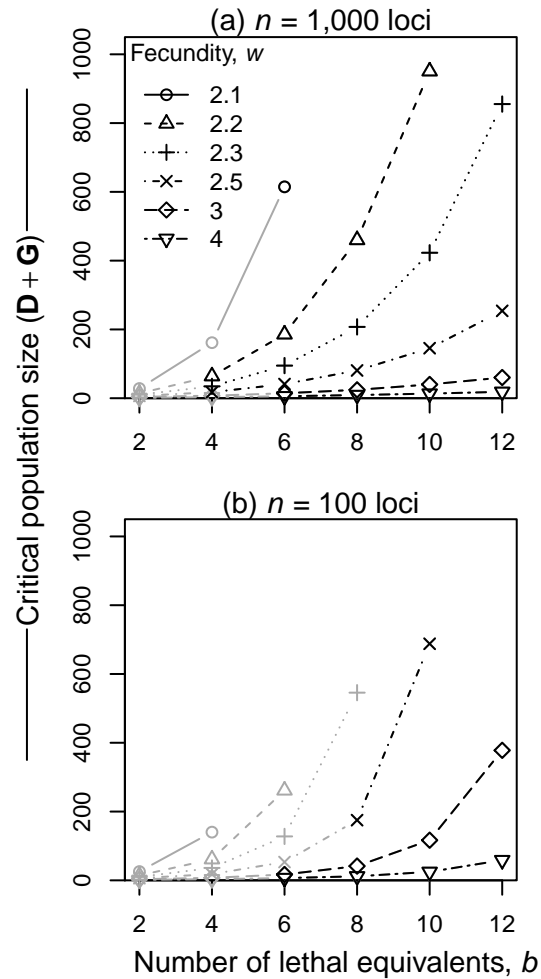 (a) n = 1,000 loci
Fecundity, w
2.1
2.2
2.3
2.5
3
4
1000
800
600
400
200
0
2 4 6 8 10 12
Critical population size (D + G)
(b) n = 100 loci
1000
800
600
400
200
0
2 4 6 8 10 12
Number of lethal equivalents, b